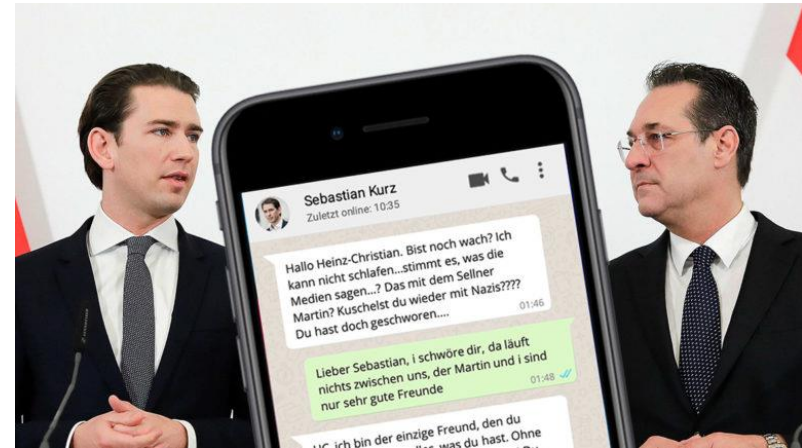 Sebastian Kurz
Zuletzt online: 10:35
Hallo Heinz-Christian. Bist noch wach? Ich
kann nicht schlafen...stimmt es, was die
Medien sagen...? Das mit dem Sellner
Martin? Kuschelst du wieder mit Nazis????
Du hast doch geschworen....
01:46
Lieber Sebastian, i schwöre dir, da läuft
nichts zwischen uns, der Martin und i sind
nur sehr gute Freunde
01:48
HC, ich bin der einzige Freund, den du
was du hast. Ohne